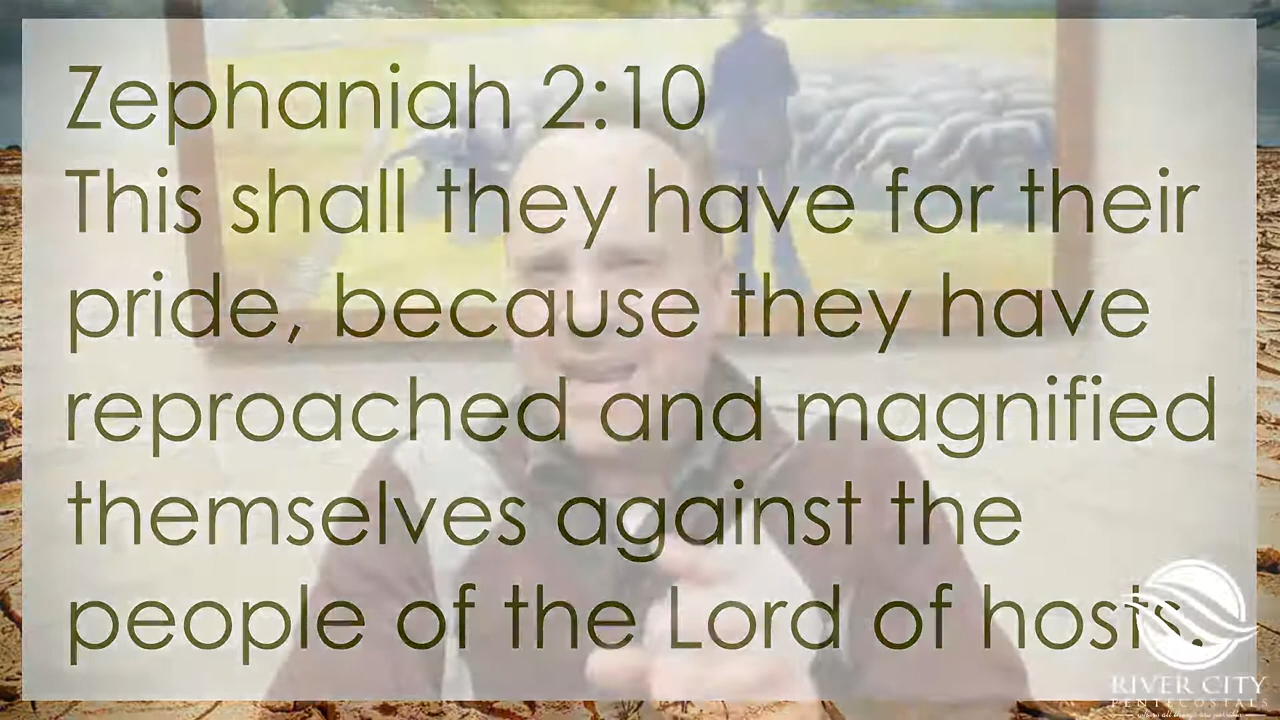 Zephaniah 2:10
This shall they have for their
pride, because they have
reproached and magnified
themselves against the
people of the Lord of hosts.
RIVER CITY
PENTECOSTALS